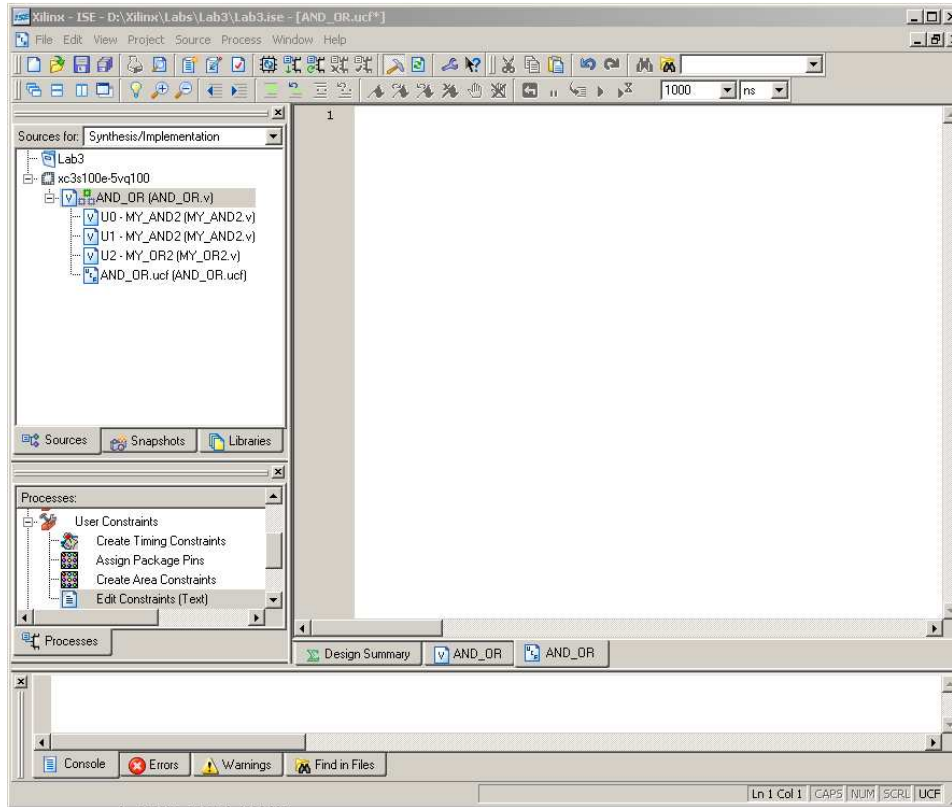 Xilinx - ISE - D:\Xilinx\Labs\Lab3\Lab3.ise - [AND_OR.ucf*]
File Edit View Project Source Process Window Help
1000 ns
Sources for: Synthesis/Implementation
Lab3
xc3s100e-5vq100
AND_OR (AND_OR.v)
U0 - MY_AND2 (MY_AND2.v)
U1 - MY_AND2 (MY_AND2.v)
U2 - MY_OR2 (MY_OR2.v)
AND_OR.ucf (AND_OR.ucf)
Sources Snapshots Libraries
Processes:
User Constraints
Create Timing Constraints
Assign Package Pins
Create Area Constraints
Edit Constraints (Text)
Processes
1
Design Summary AND_OR AND_OR
Console Errors Warnings Find in Files
Ln 1 Col 1 CAPS NUM SCRL UCF